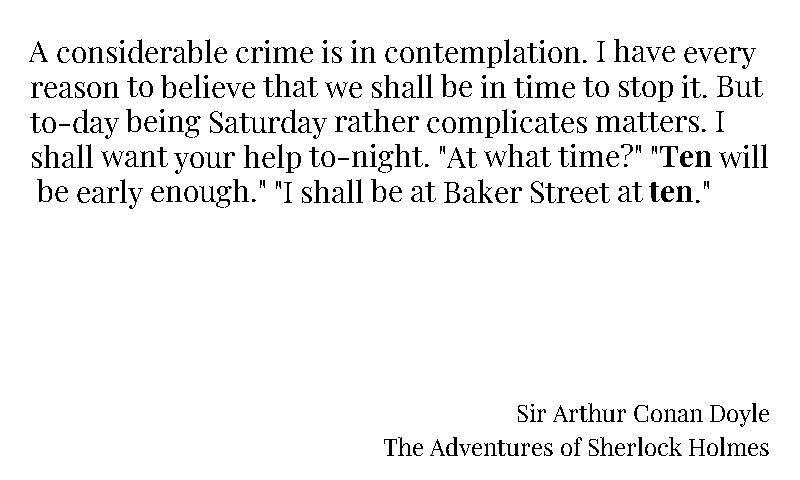 A considerable crime is in contemplation. I have every
reason to believe that we shall be in time to stop it. But
to-day being Saturday rather complicates matters. I
shall want your help to-night. "At what time?" "Ten will
be early enough." "I shall be at Baker Street at ten."
Sir Arthur Conan Doyle
The Adventures of Sherlock Holmes